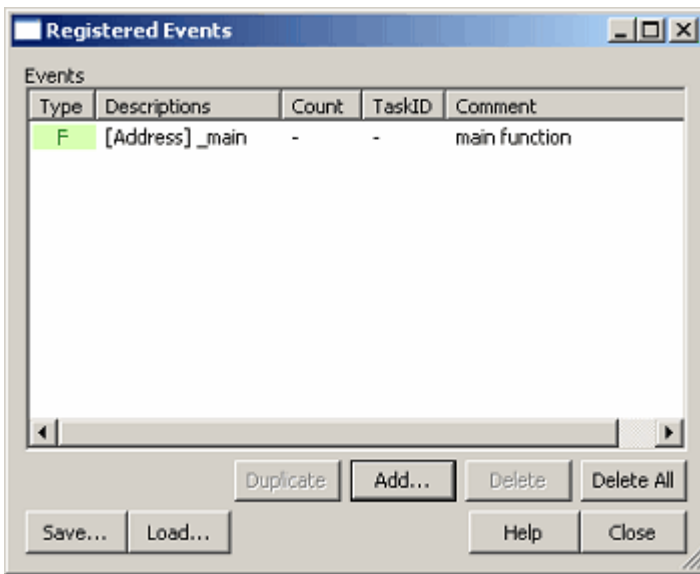 Registered Events
Events
Type Descriptions Count TaskID Comment
F [Address] _main - - main function
Duplicate Add... Delete Delete All
Save... Load... Help Close